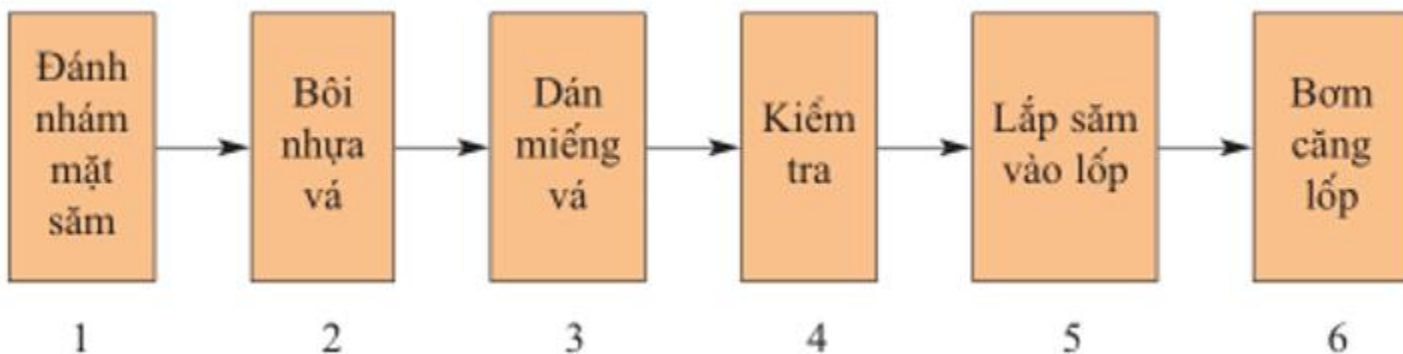 Đánh
nhám
mặt
săm
Bôi
nhựa
vá
Dán
miếng
vá
Kiểm
tra
Lắp săm
vào lốp
Bơm
căng
lốp
1
2
3
4
5
6